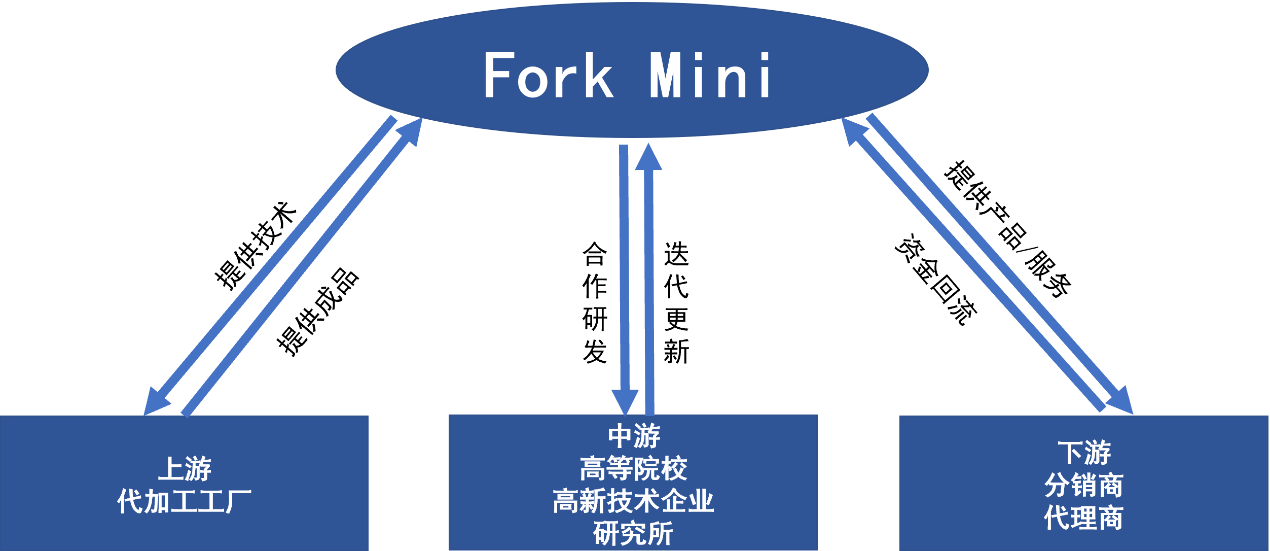 Fork Mini
提供技术
提供成品
合作研发
迭代更新
提供产品/服务
资金回流
上游
代加工工厂
中游
高等院校
高新技术企业
研究所
下游
分销商
代理商